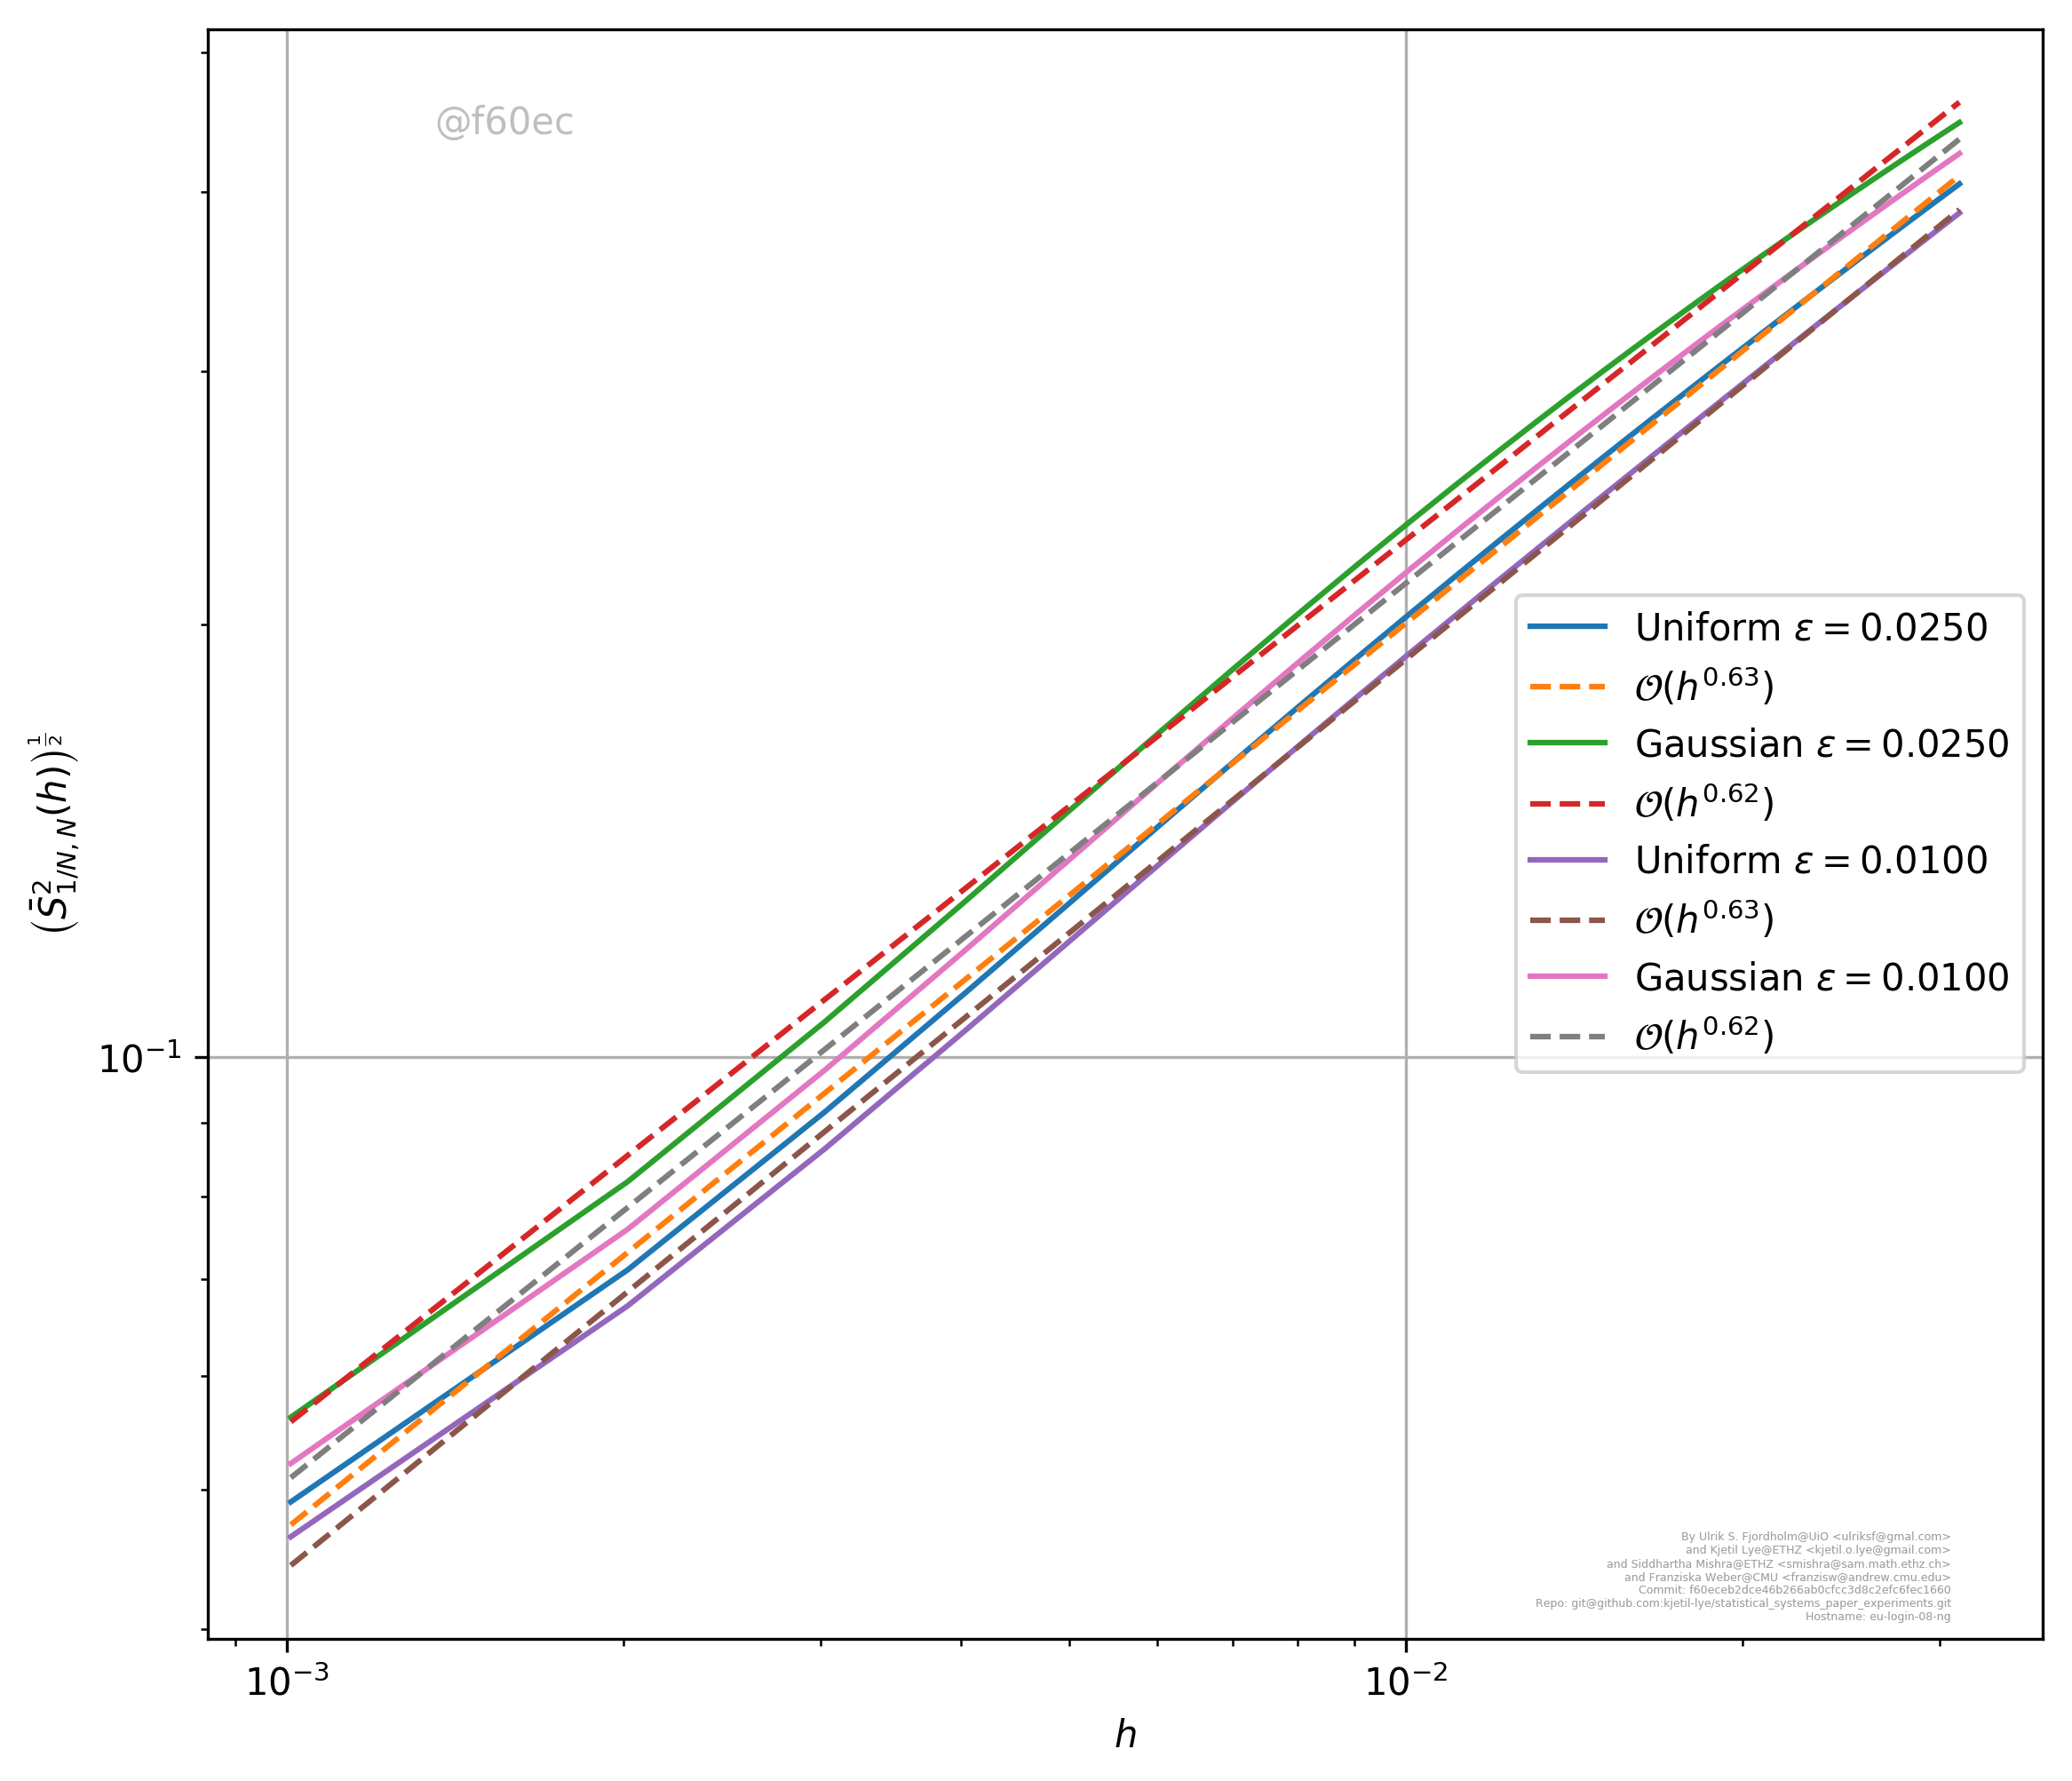 @f60ec
(S̄²_{1/N, N}(h))^{1/2}
10⁻¹
Uniform ε = 0.0250
𝒪(h^{0.63})
Gaussian ε = 0.0250
𝒪(h^{0.62})
Uniform ε = 0.0100
𝒪(h^{0.63})
Gaussian ε = 0.0100
𝒪(h^{0.62})
By Ulrik S. Fjordholm@UiO <ulriksf@gmal.com>
and Kjetil Lye@ETHZ <kjetil.o.lye@gmail.com>
and Siddhartha Mishra@ETHZ <smishra@sam.math.ethz.ch>
and Franziska Weber@CMU <franzisw@andrew.cmu.edu>
Commit: f60eceb2dce46b266ab0cfcc3d8c2efc6fec1660
Repo: git@github.com:kjetil-lye/statistical_systems_paper_experiments.git
Hostname: eu-login-08-ng
10⁻³
10⁻²
h